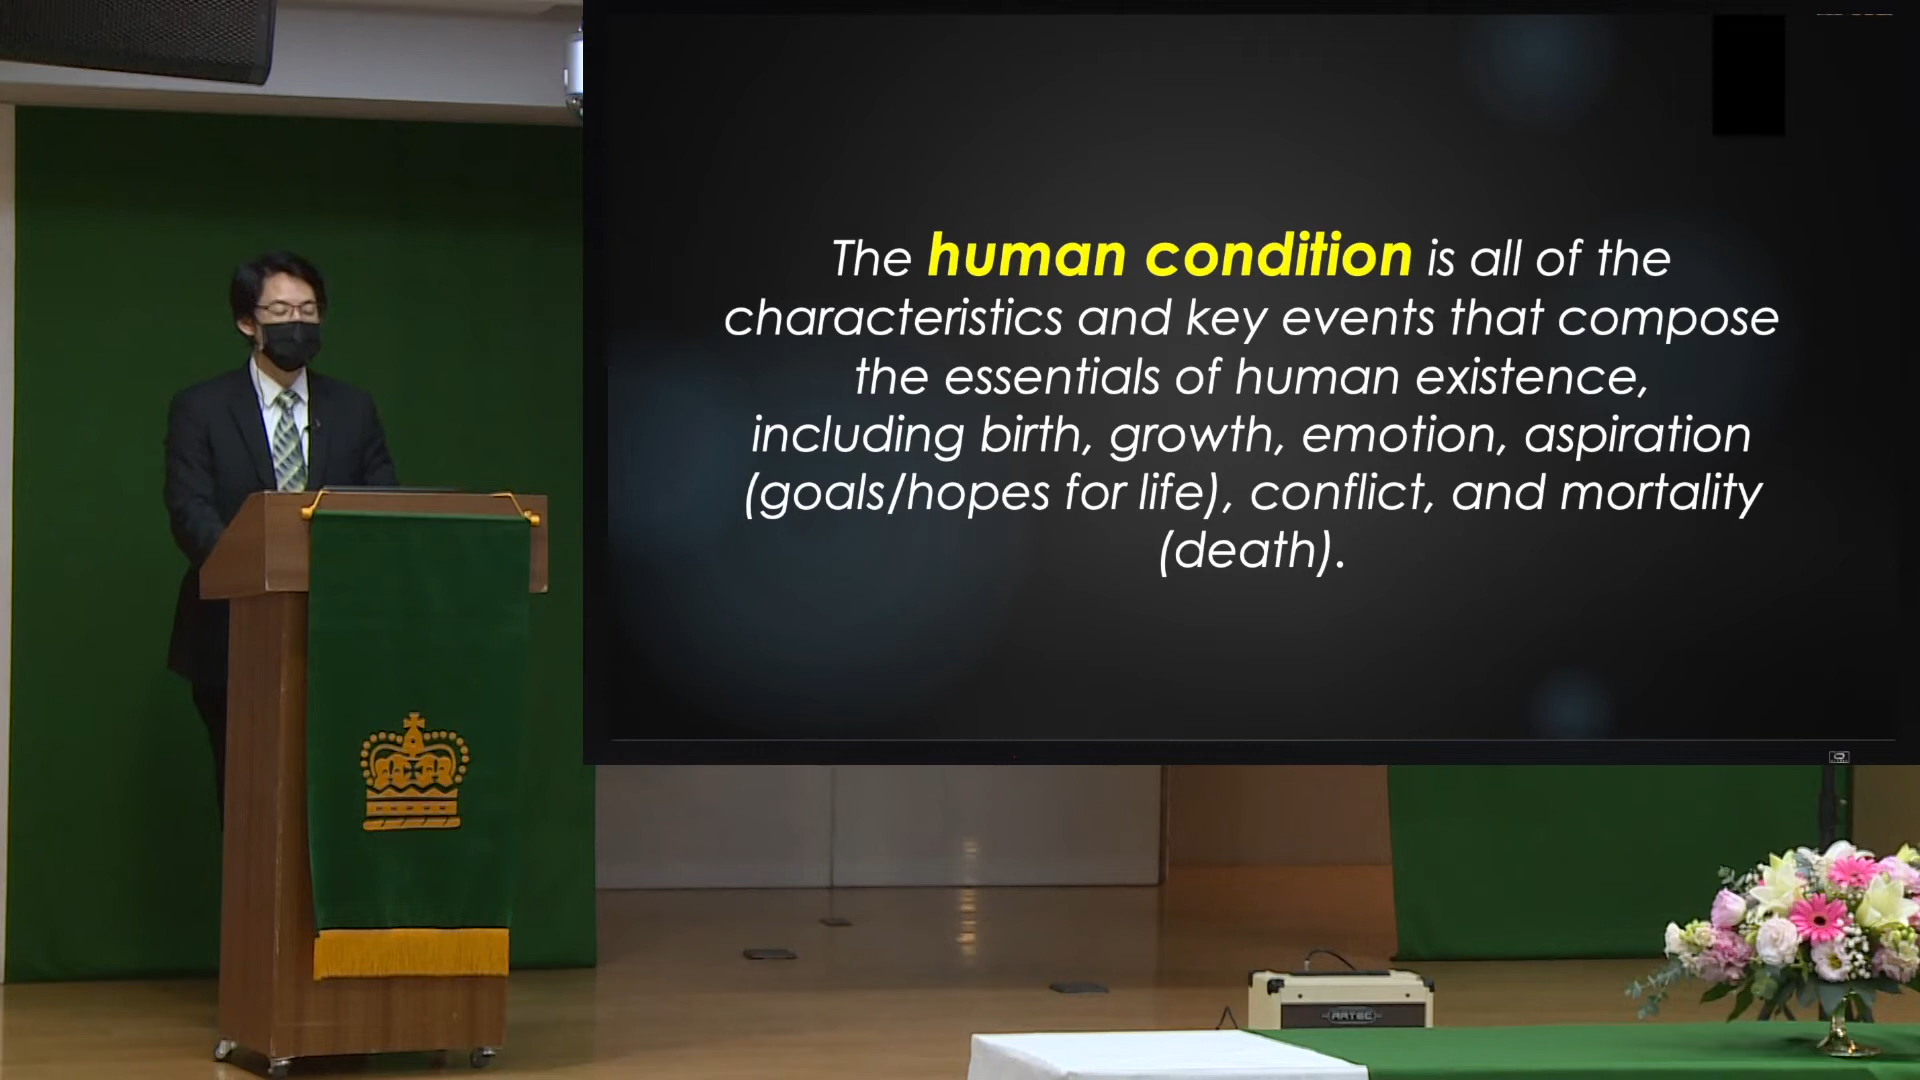 The human condition is all of the
characteristics and key events that compose
the essentials of human existence,
including birth, growth, emotion, aspiration
(goals/hopes for life), conflict, and mortality
(death).
ARTEC